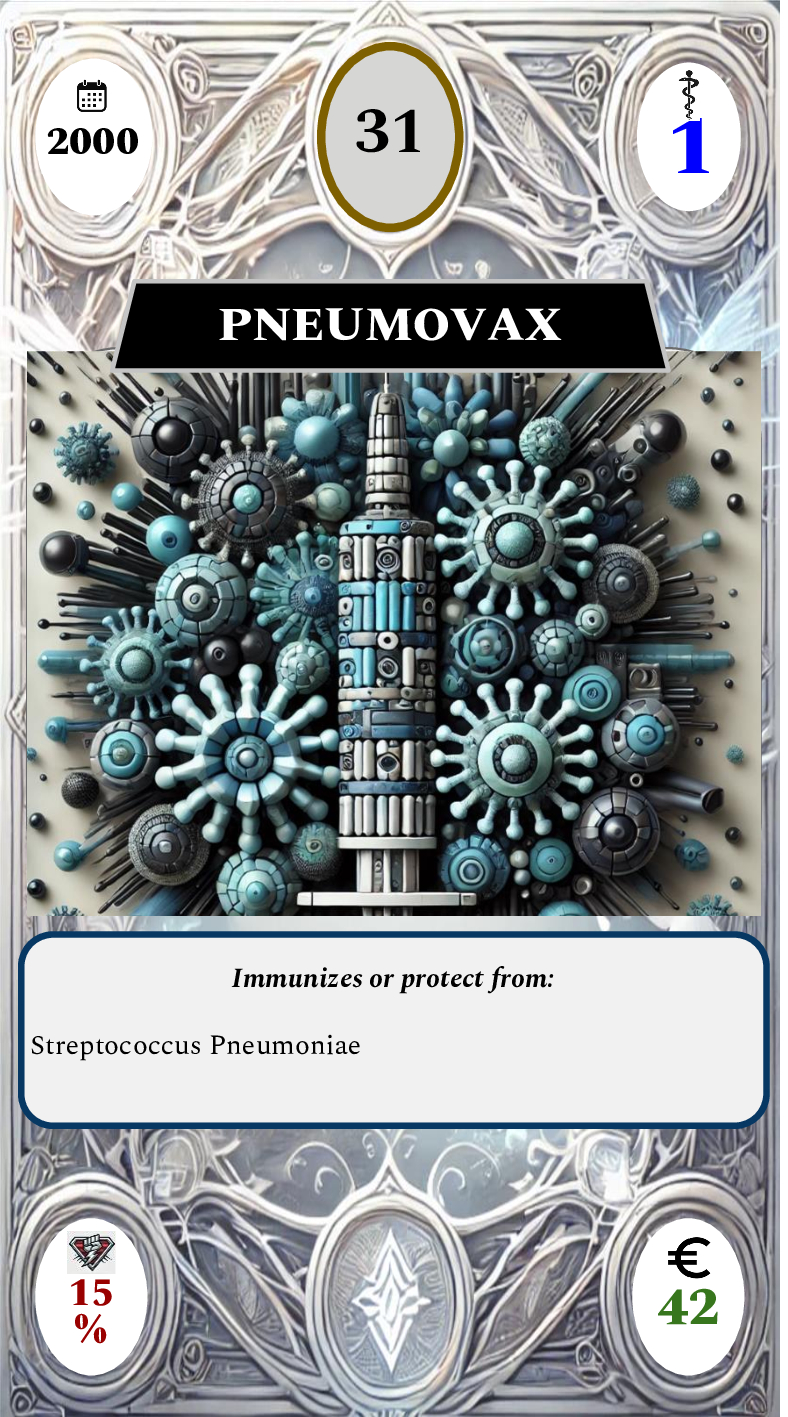 2000
31
1
PNEUMOVAX
Immunizes or protect from:
Streptococcus Pneumoniae
15
%
€
42